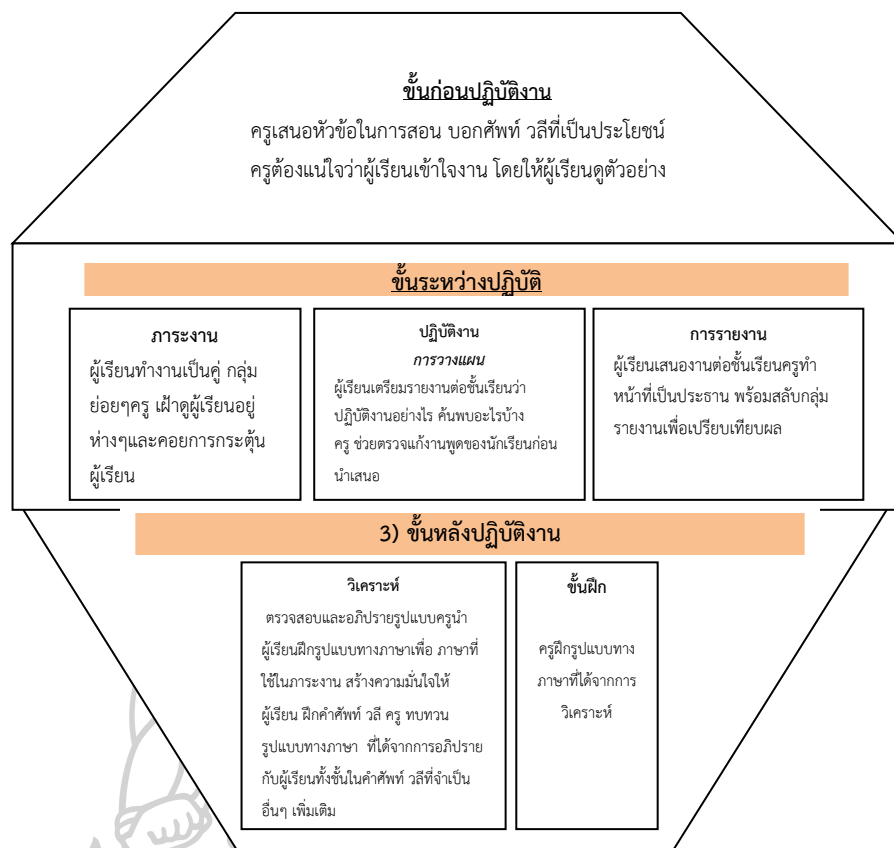 ขั้นก่อนปฏิบัติงาน
ครูเสนอหัวข้อในการสอน บอกศัพท์ วลีที่เป็นประโยชน์
ครูต้องแน่ใจว่าผู้เรียนเข้าใจงาน โดยให้ผู้เรียนดูตัวอย่าง
ขั้นระหว่างปฏิบัติ
ภาระงาน
ผู้เรียนทำงานเป็นคู่ กลุ่ม
ย่อยๆครู เฝ้าดูผู้เรียนอยู่
ห่างๆและคอยการกระตุ้น
ผู้เรียน
ปฏิบัติงาน
การวางแผน
ผู้เรียนเตรียมรายงานต่อชั้นเรียนว่า
ปฏิบัติงานอย่างไร ค้นพบอะไรบ้าง
ครู ช่วยตรวจแก้งานพูดของนักเรียนก่อน
นำเสนอ
การรายงาน
ผู้เรียนเสนองานต่อชั้นเรียนครูทำ
หน้าที่เป็นประธาน พร้อมสลับกลุ่ม
รายงานเพื่อเปรียบเทียบผล
3) ขั้นหลังปฏิบัติงาน
วิเคราะห์
ตรวจสอบและอภิปรายรูปแบบครูนำ
ผู้เรียนฝึกรูปแบบทางภาษาเพื่อ ภาษาที่
ใช้ในภาระงาน สร้างความมั่นใจให้
ผู้เรียน ฝึกคำศัพท์ วลี ครู ทบทวน
รูปแบบทางภาษา ที่ได้จากการอภิปราย
กับผู้เรียนทั้งชั้นในคำศัพท์ วลีที่จำเป็น
อื่นๆ เพิ่มเติม
ขั้นฝึก
ครูฝึกรูปแบบทาง
ภาษาที่ได้จากการ
วิเคราะห์